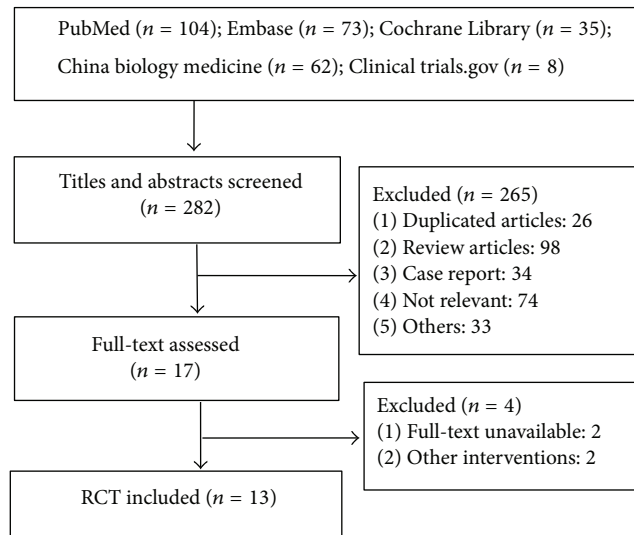 PubMed (n = 104); Embase (n = 73); Cochrane Library (n = 35);
China biology medicine (n = 62); Clinical trials.gov (n = 8)
Titles and abstracts screened
(n = 282)
Excluded (n = 265)
(1) Duplicated articles: 26
(2) Review articles: 98
(3) Case report: 34
(4) Not relevant: 74
(5) Others: 33
Full-text assessed
(n = 17)
Excluded (n = 4)
(1) Full-text unavailable: 2
(2) Other interventions: 2
RCT included (n = 13)